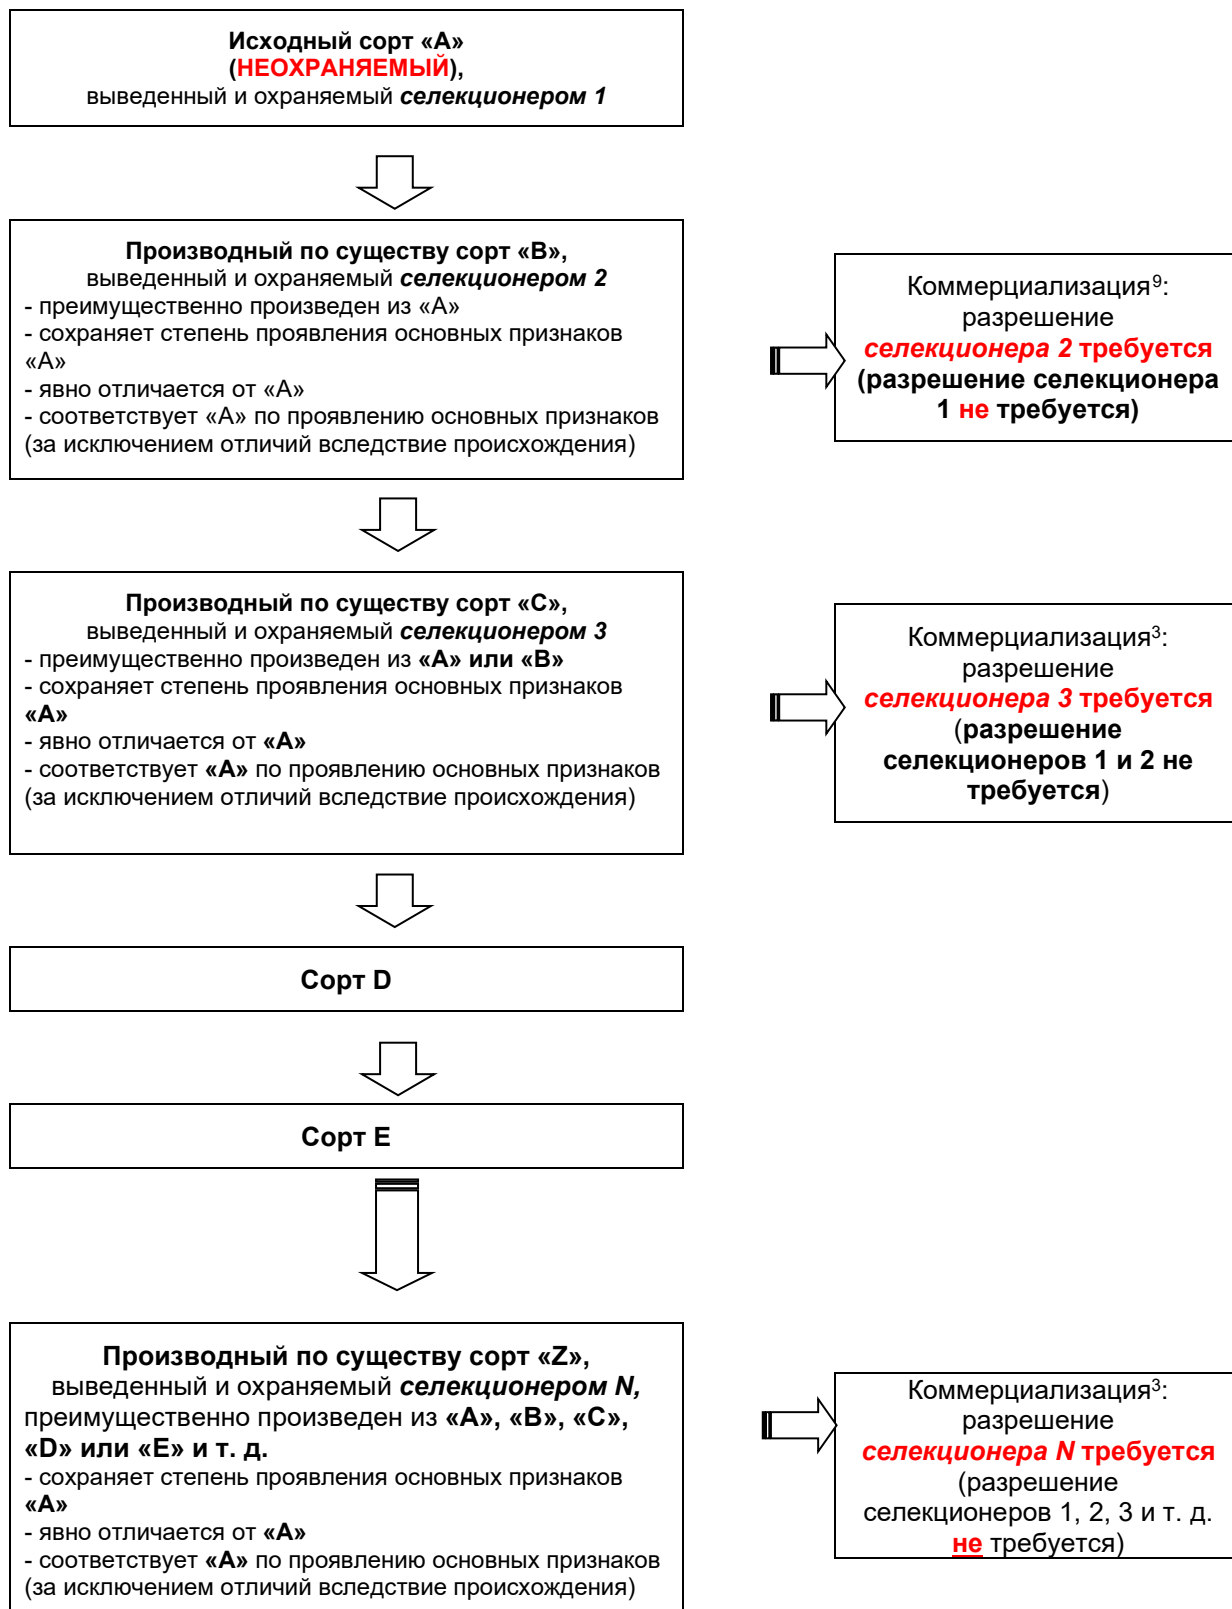 Исходный сорт «А»
(НЕОХРАНЯЕМЫЙ),
выведенный и охраняемый селекционером 1
Производный по существу сорт «В»,
выведенный и охраняемый селекционером 2
- преимущественно произведен из «А»
- сохраняет степень проявления основных признаков
«А»
- явно отличается от «А»
- соответствует «А» по проявлению основных признаков
(за исключением отличий вследствие происхождения)
Коммерциализация⁹:
разрешение
селекционера 2 требуется
(разрешение селекционера
1 не требуется)
Производный по существу сорт «С»,
выведенный и охраняемый селекционером 3
- преимущественно произведен из «А» или «В»
- сохраняет степень проявления основных признаков
«А»
- явно отличается от «А»
- соответствует «А» по проявлению основных признаков
(за исключением отличий вследствие происхождения)
Коммерциализация³:
разрешение
селекционера 3 требуется
(разрешение
селекционеров 1 и 2 не
требуется)
Сорт D
Сорт E
Производный по существу сорт «Z»,
выведенный и охраняемый селекционером N,
преимущественно произведен из «А», «В», «С»,
«D» или «Е» и т. д.
- сохраняет степень проявления основных признаков
«А»
- явно отличается от «А»
- соответствует «А» по проявлению основных признаков
(за исключением отличий вследствие происхождения)
Коммерциализация³:
разрешение
селекционера N требуется
(разрешение
селекционеров 1, 2, 3 и т. д.
не требуется)